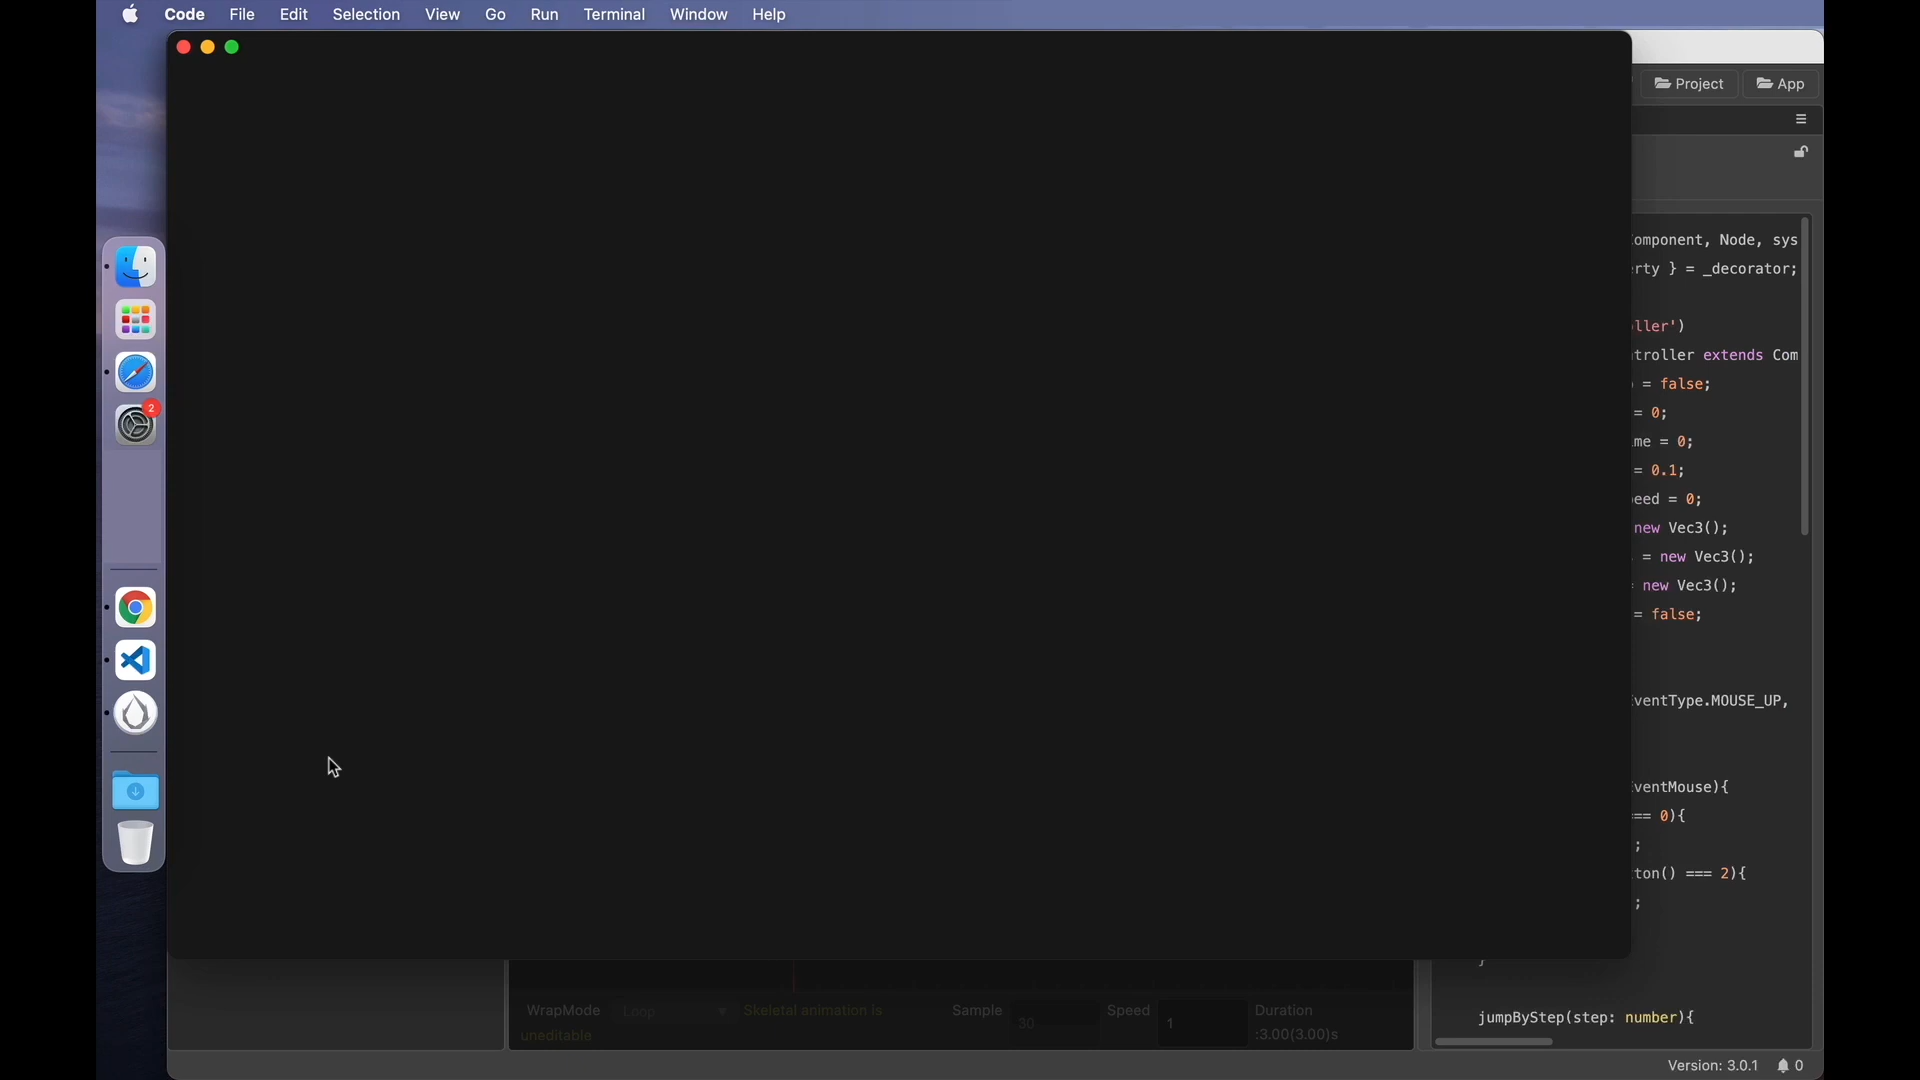 Code File Edit Selection View Go Run Terminal Window Help
Project App
2
omponent, Node, sys
rty } = _decorator;
ller')
troller extends Com
= false;
= 0;
me = 0;
= 0.1;
eed = 0;
new Vec3();
= new Vec3();
= new Vec3();
= false;
ventType.MOUSE_UP,
ventMouse){
=== 0){
;
ton() === 2){
;
}
WrapMode Loop Skeletal animation is uneditable Sample 30 Speed 1 Duration :3.00(3.00)s
jumpByStep(step: number){
Version: 3.0.1 0